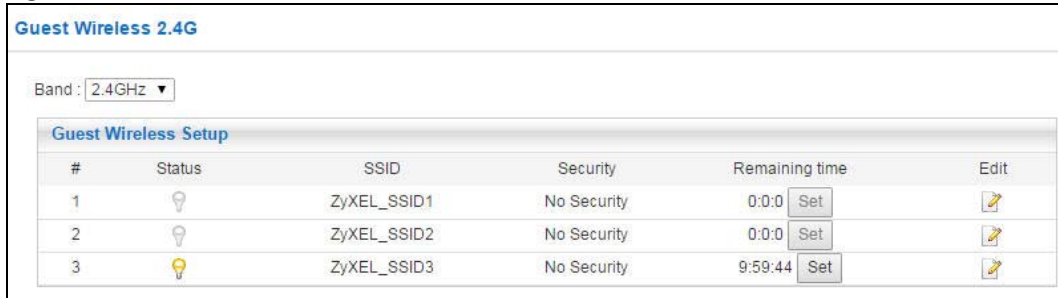 Guest Wireless 2.4G
Band : 2.4GHz
Guest Wireless Setup
# Status SSID Security Remaining time Edit
1 ZyXEL_SSID1 No Security 0:0:0 Set
2 ZyXEL_SSID2 No Security 0:0:0 Set
3 ZyXEL_SSID3 No Security 9:59:44 Set